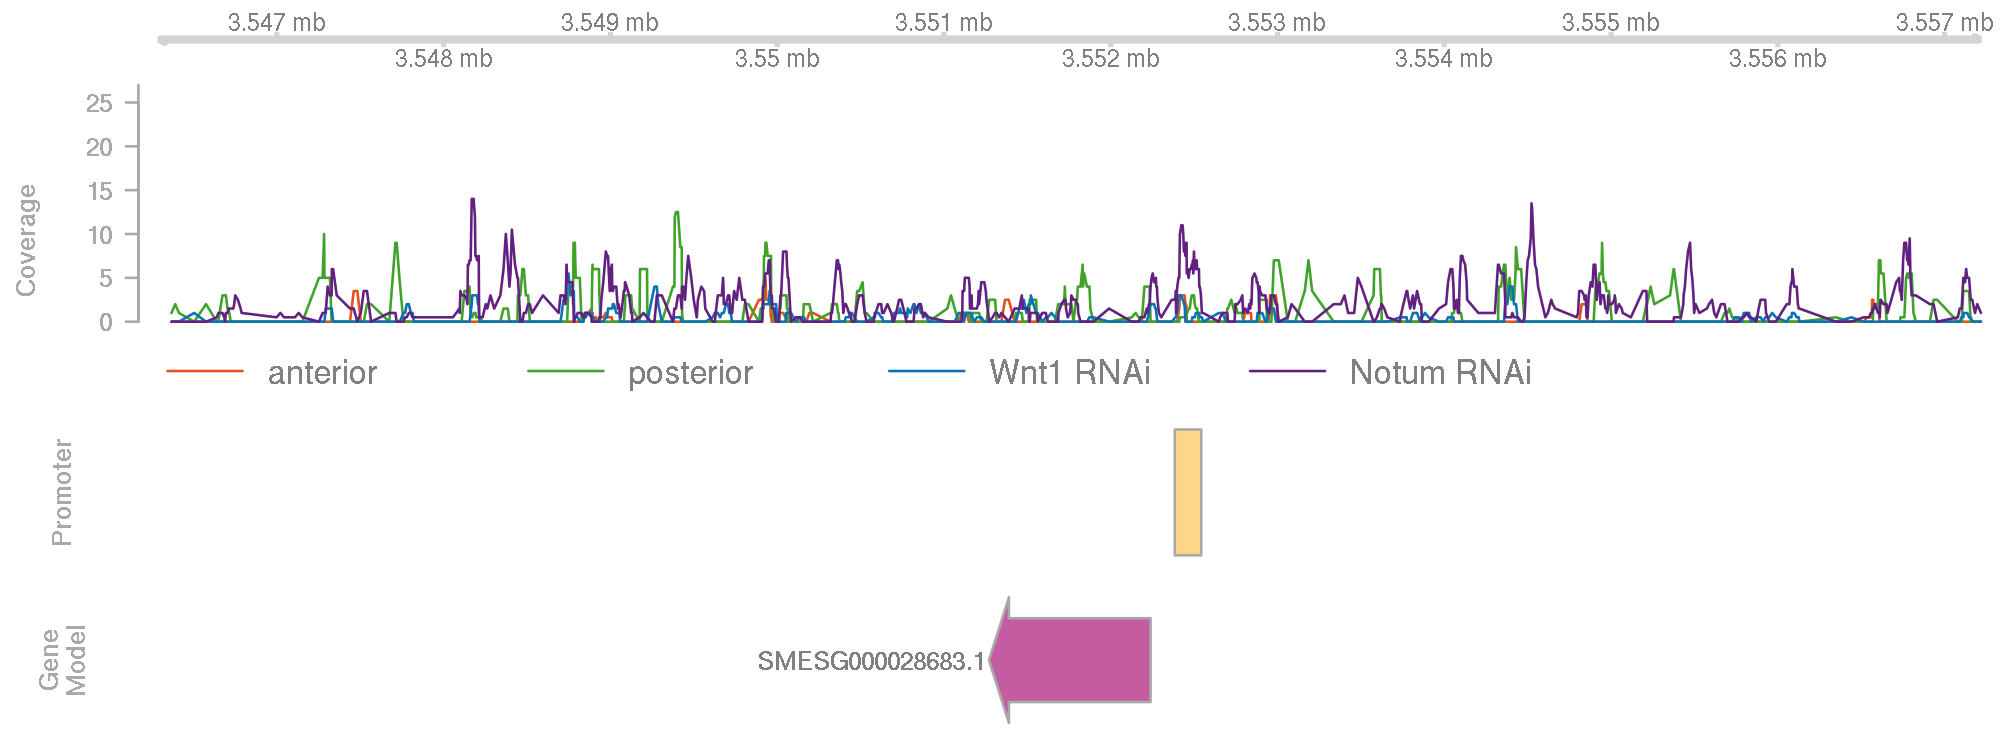 3.547 mb 3.549 mb 3.551 mb 3.553 mb 3.555 mb 3.557 mb
3.548 mb 3.55 mb 3.552 mb 3.554 mb 3.556 mb
Coverage
25
20
15
10
5
0
anterior posterior Wnt1 RNAi Notum RNAi
Promoter
Gene
Model
SMESG000028683.1